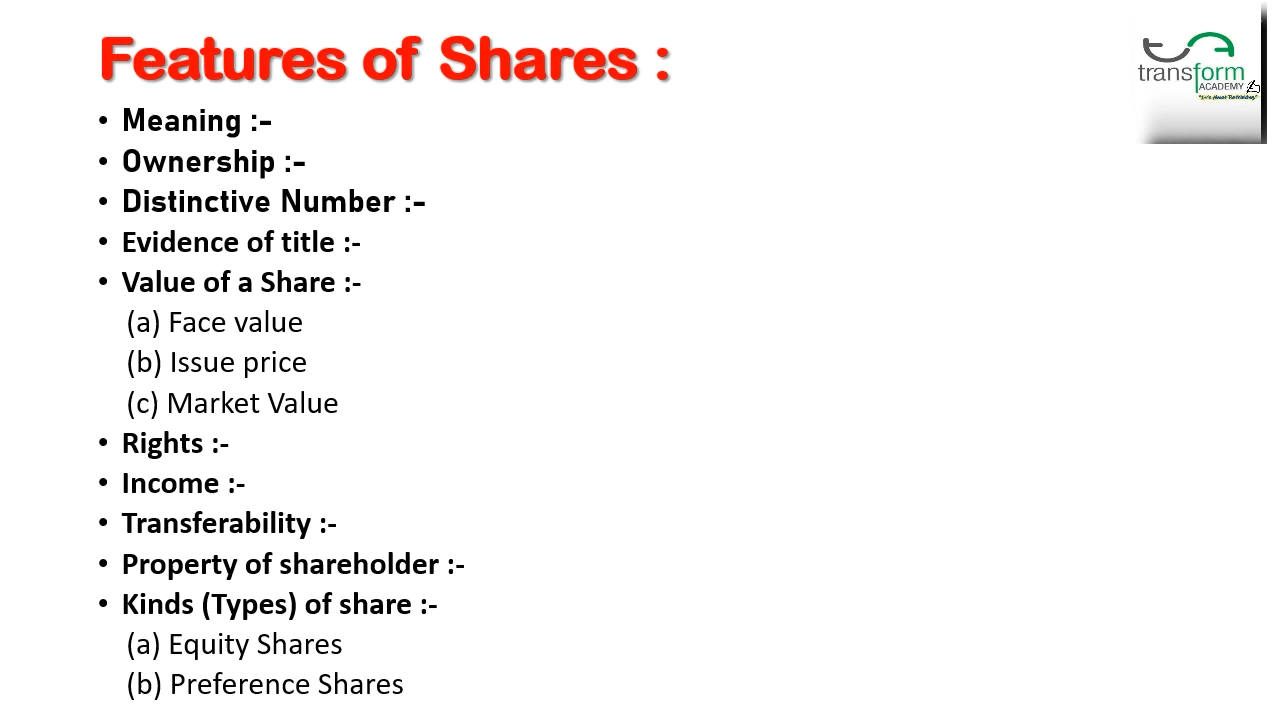 Features of Shares :
• Meaning :-
• Ownership :-
• Distinctive Number :-
• Evidence of title :-
• Value of a Share :-
(a) Face value
(b) Issue price
(c) Market Value
• Rights :-
• Income :-
• Transferability :-
• Property of shareholder :-
• Kinds (Types) of share :-
(a) Equity Shares
(b) Preference Shares
transform
ACADEMY